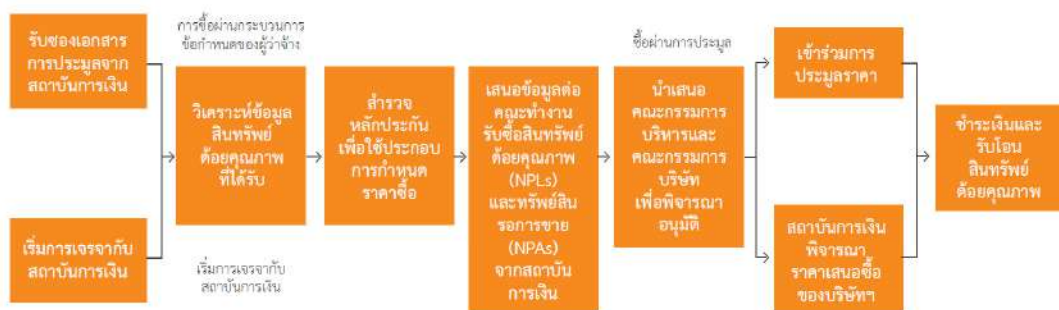 รับซองเอกสาร
การประมูลจาก
สถาบันการเงิน
เริ่มการเจรจากับ
สถาบันการเงิน
การซื้อผ่านกระบวนการ
ข้อกำหนดของผู้ว่าจ้าง
วิเคราะห์ข้อมูล
สินทรัพย์
ด้อยคุณภาพ
ที่ได้รับ
เริ่มการเจรจากับ
สถาบันการเงิน
สำรวจ
หลักประกัน
เพื่อใช้ประกอบ
การกำหนด
ราคาซื้อ
เสนอข้อมูลต่อ
คณะทำงาน
รับซื้อสินทรัพย์
ด้อยคุณภาพ
(NPLs)
และทรัพย์สิน
รอการขาย
(NPAs)
จากสถาบัน
การเงิน
ซื้อผ่านการประมูล
นำเสนอ
คณะกรรมการ
บริหารและ
คณะกรรมการ
บริษัท
เพื่อพิจารณา
อนุมัติ
เข้าร่วมการ
ประมูลราคา
สถาบันการเงิน
พิจารณา
ราคาเสนอซื้อ
ของบริษัทฯ
ชำระเงินและ
รับโอน
สินทรัพย์
ด้อยคุณภาพ